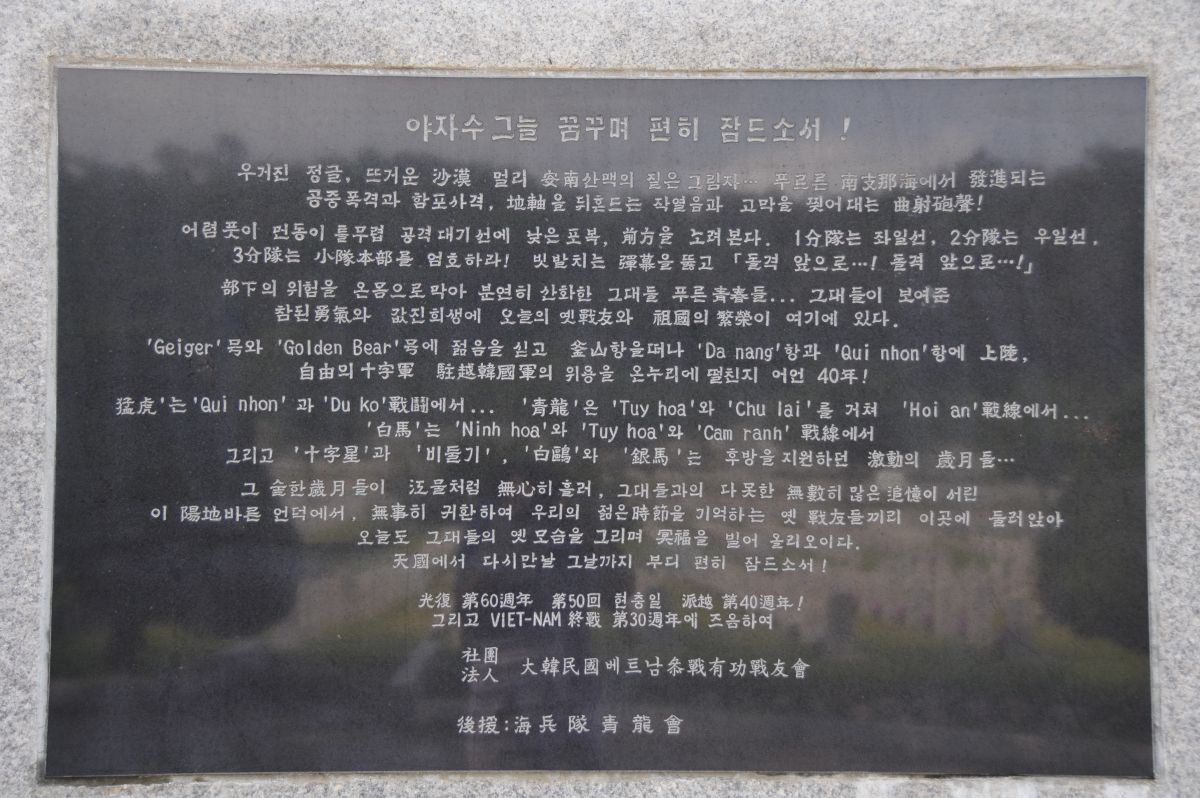 야자수그늘 꿈꾸며 편히 잠드소서 !
우거진 정글, 뜨거운 沙漠 멀리 安南산맥의 짙은그림자… 푸르른 南支那海에서 發進되는
공중폭격과 함포사격, 地軸을 뒤흔드는 작열음과 고막을 찢어대는 曲射砲聲!
어렴풋이 먼동이 틀무렵 공격대기선에 낮은포복, 前方을 노려본다. 1分隊는 좌일선, 2分隊는 우일선,
3分隊는 小隊本部를 엄호하라! 빗발치는 彈幕을 뚫고 「돌격 앞으로…! 돌격 앞으로…!」
部下의 위험을 온몸으로막아 분연히 산화한 그대들 푸른靑春들... 그대들이 보여준
참된勇氣와 값진희생에 오늘의 옛戰友와 祖國의 繁榮이 여기에 있다.
'Geiger'号와 'Golden Bear'号에 젊음을 싣고 釜山항을떠나 'Da nang'항과 'Qui nhon'항에 上陸,
自由의 十字軍 駐越韓國軍의 위용을 온누리에떨친지 어언 40年!
猛虎'는'Qui nhon' 과 'Du ko'戰鬪에서... '青龍'은 'Tuy hoa'와 'Chu lai'를 거쳐 'Hoi an'戰線에서...
'白馬'는 'Ninh hoa'와 'Tuy hoa'와 'Cam ranh' 戰線에서
그리고 '十字星'과 '비둘기', '白鷗'와 '銀馬'는 후방을지원하던 激動의 歲月들…
그 숱한歲月들이 江물처럼 無心히흘러, 그대들과의 다못한 無數히많은追憶이 서린
이 陽地바른 언덕에서, 無事히 귀환하여 우리의 젊은時節을기억하는 옛 戰友들끼리 이곳에 둘러앉아
오늘도 그대들의 옛모습을그리며 冥福을 빌어 올리오이다.
天國에서 다시만날 그날까지 부디 편히 잠드소서!
光復 第60週年 第50回 현충일 派越 第40週年!
그리고 VIET-NAM 終戰 第30週年에 즈음하여
社團
法人 大韓民國베트남參戰有功戰友會
後援:海兵隊青龍會